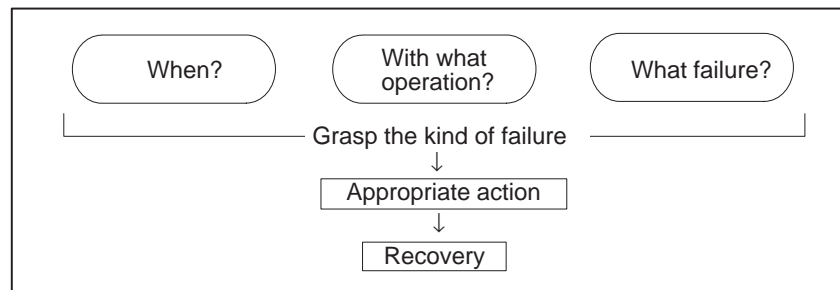 When?
With what
operation?
What failure?
Grasp the kind of failure
Appropriate action
Recovery